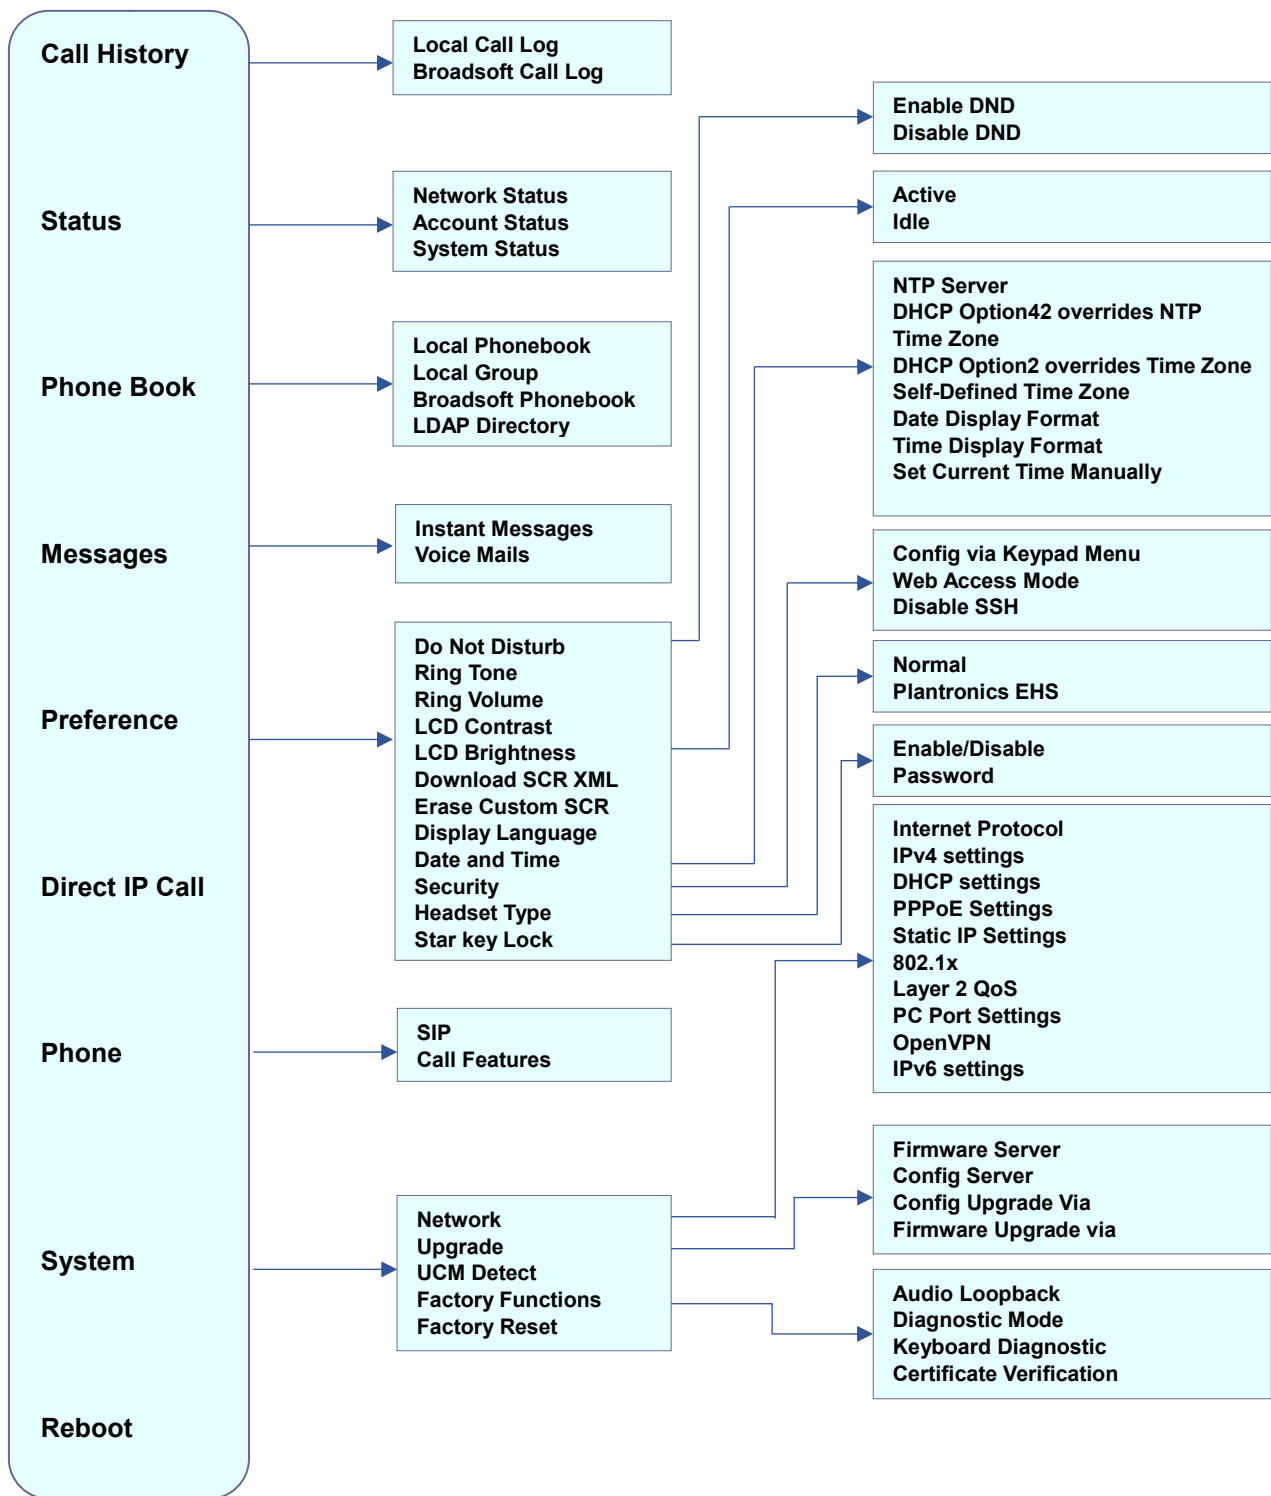 Call History
Status
Phone Book
Messages
Preference
Direct IP Call
Phone
System
Reboot
Local Call Log
Broadsoft Call Log
Network Status
Account Status
System Status
Local Phonebook
Local Group
Broadsoft Phonebook
LDAP Directory
Instant Messages
Voice Mails
Do Not Disturb
Ring Tone
Ring Volume
LCD Contrast
LCD Brightness
Download SCR XML
Erase Custom SCR
Display Language
Date and Time
Security
Headset Type
Star key Lock
SIP
Call Features
Network
Upgrade
UCM Detect
Factory Functions
Factory Reset
Enable DND
Disable DND
Active
Idle
NTP Server
DHCP Option42 overrides NTP
Time Zone
DHCP Option2 overrides Time Zone
Self-Defined Time Zone
Date Display Format
Time Display Format
Set Current Time Manually
Config via Keypad Menu
Web Access Mode
Disable SSH
Normal
Plantronics EHS
Enable/Disable
Password
Internet Protocol
IPv4 settings
DHCP settings
PPPoE Settings
Static IP Settings
802.1x
Layer 2 QoS
PC Port Settings
OpenVPN
IPv6 settings
Firmware Server
Config Server
Config Upgrade Via
Firmware Upgrade via
Audio Loopback
Diagnostic Mode
Keyboard Diagnostic
Certificate Verification